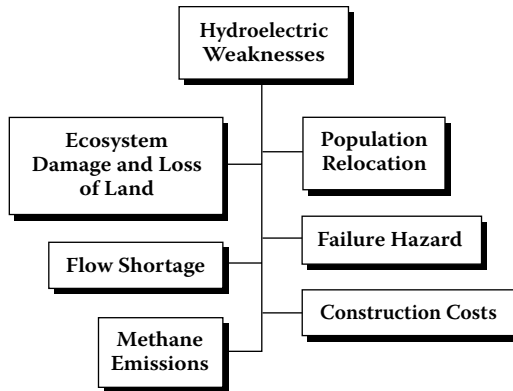 Hydroelectric
Weaknesses
Ecosystem
Damage and Loss
of Land
Population
Relocation
Flow Shortage
Failure Hazard
Methane
Emissions
Construction Costs